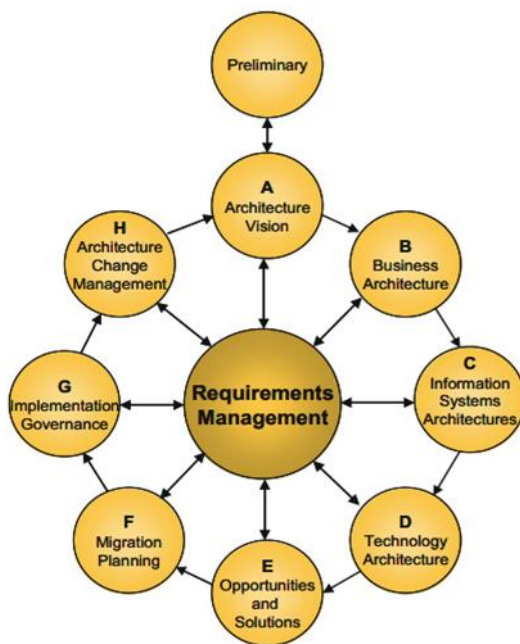 Preliminary
A
Architecture
Vision
B
Business
Architecture
C
Information
Systems
Architectures
D
Technology
Architecture
E
Opportunities
and
Solutions
F
Migration
Planning
G
Implementation
Governance
H
Architecture
Change
Management
Requirements
Management